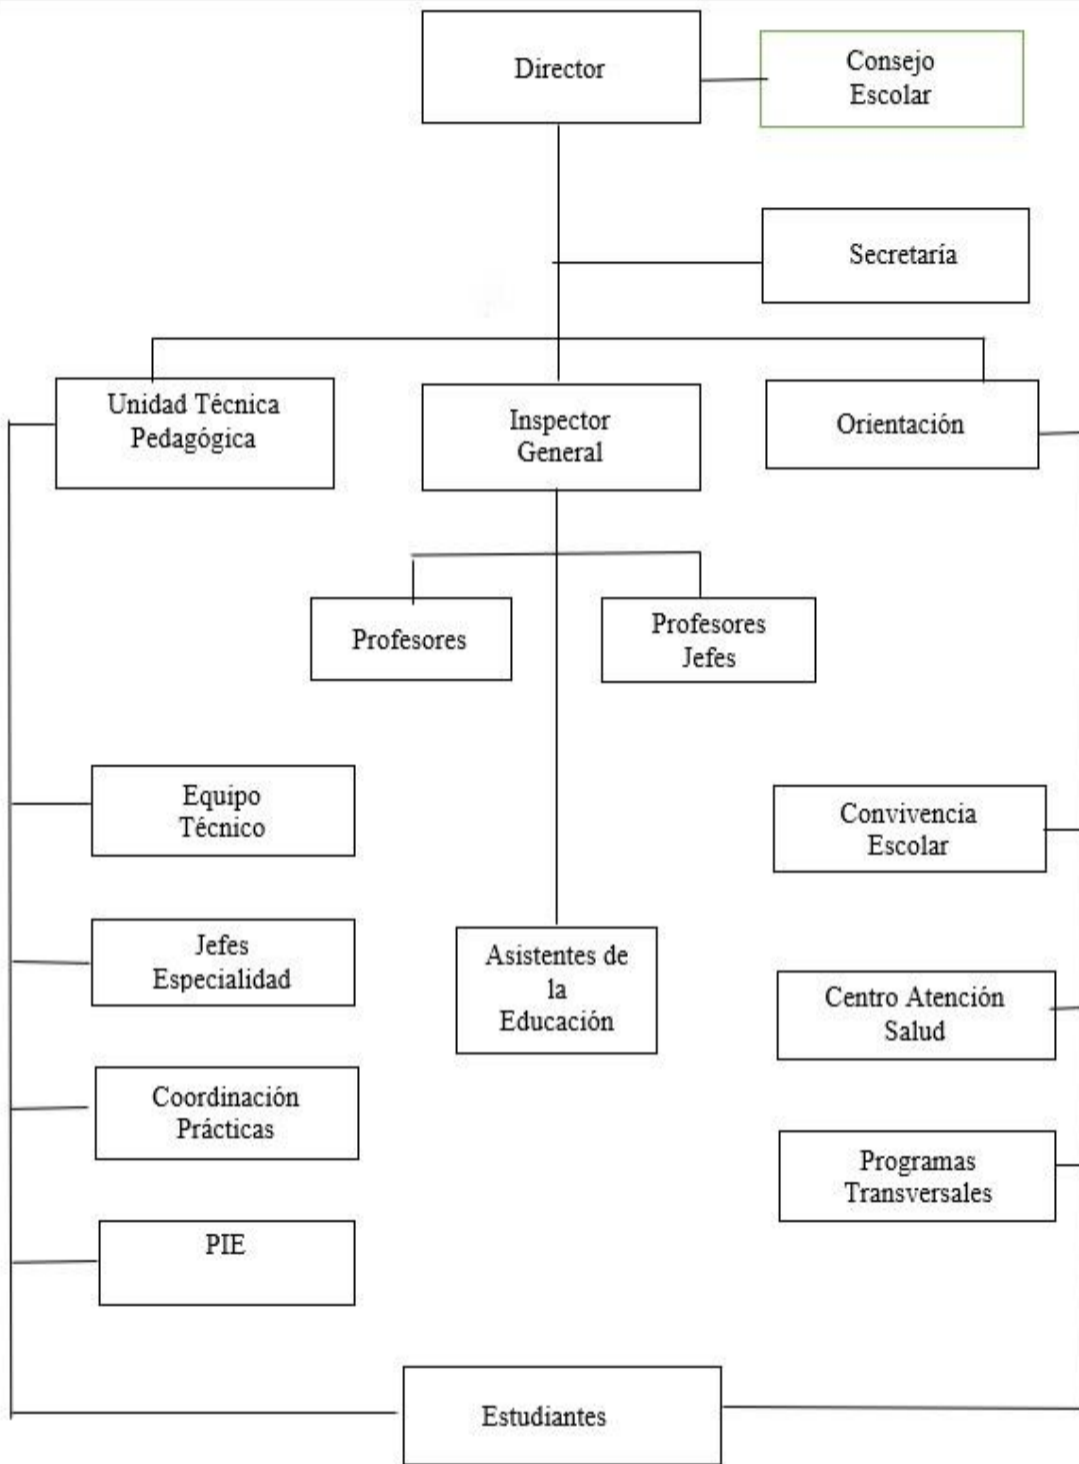 Director
Consejo
Escolar
Secretaría
Unidad Técnica
Pedagógica
Inspector
General
Orientación
Profesores
Profesores
Jefes
Equipo
Técnico
Convivencia
Escolar
Jefes
Especialidad
Asistentes de
la
Educación
Centro Atención
Salud
Coordinación
Prácticas
Programas
Transversales
PIE
Estudiantes